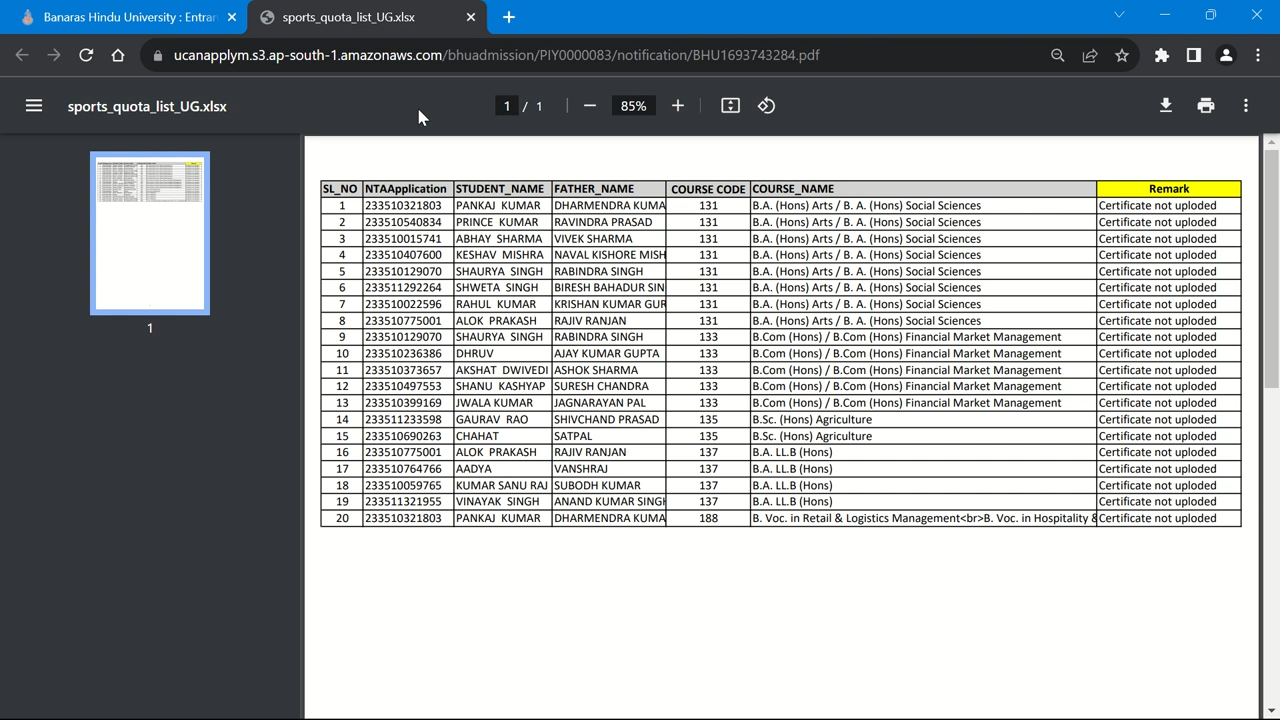 Banaras Hindu University : Entran
sports_quota_list_UG.xlsx
ucanapplym.s3.ap-south-1.amazonaws.com/bhuadmission/PIY0000083/notification/BHU1693743284.pdf
sports_quota_list_UG.xlsx 1 / 1 85%
SL_NO NTAApplication STUDENT_NAME ATHER_NAME COURSE CODE COURSE_NAME Remark
1 233510321803 PANKAJ KUMAR DHARMENDRA KUMA 131 B.A. (Hons) Arts / B. A. (Hons) Social Sciences Certificate not uploded
2 233510540834 PRINCE KUMAR RAVINDRA PRASAD 131 B.A. (Hons) Arts / B. A. (Hons) Social Sciences Certificate not uploded
3 233510015741 ABHAY SHARMA VIVEK SHARMA 131 B.A. (Hons) Arts / B. A. (Hons) Social Sciences Certificate not uploded
4 233510407600 KESHAV MISHRA NAVAL KISHORE MISH 131 B.A. (Hons) Arts / B. A. (Hons) Social Sciences Certificate not uploded
5 233510129070 SHAURYA SINGH RABINDRA SINGH 131 B.A. (Hons) Arts / B. A. (Hons) Social Sciences Certificate not uploded
6 233511292264 SHWETA SINGH BIRESH BAHADUR SIN 131 B.A. (Hons) Arts / B. A. (Hons) Social Sciences Certificate not uploded
7 233510022596 RAHUL KUMAR KRISHAN KUMAR GUR 131 B.A. (Hons) Arts / B. A. (Hons) Social Sciences Certificate not uploded
8 233510775001 ALOK PRAKASH RAJIV RANJAN 131 B.A. (Hons) Arts / B. A. (Hons) Social Sciences Certificate not uploded
9 233510129070 SHAURYA SINGH RABINDRA SINGH 133 B.Com (Hons) / B.Com (Hons) Financial Market Management Certificate not uploded
10 233510236386 DHRUV AJAY KUMAR GUPTA 133 B.Com (Hons) / B.Com (Hons) Financial Market Management Certificate not uploded
11 233510373657 AKSHAT DWIVEDI ASHOK SHARMA 133 B.Com (Hons) / B.Com (Hons) Financial Market Management Certificate not uploded
12 233510497553 SHANU KASHYAP SURESH CHANDRA 133 B.Com (Hons) / B.Com (Hons) Financial Market Management Certificate not uploded
13 233510399169 JWALA KUMAR JAGNARAYAN PAL 133 B.Com (Hons) / B.Com (Hons) Financial Market Management Certificate not uploded
14 233511233598 GAURAV RAO SHIVCHAND PRASAD 135 B.Sc. (Hons) Agriculture Certificate not uploded
15 233510690263 CHAHAT SATPAL 135 B.Sc. (Hons) Agriculture Certificate not uploded
16 233510775001 ALOK PRAKASH RAJIV RANJAN 137 B.A. LL.B (Hons) Certificate not uploded
17 233510764766 AADYA VANSHRAJ 137 B.A. LL.B (Hons) Certificate not uploded
18 233510059765 KUMAR SANU RAJ SUBODH KUMAR 137 B.A. LL.B (Hons) Certificate not uploded
19 233511321955 VINAYAK SINGH ANAND KUMAR SINGH 137 B.A. LL.B (Hons) Certificate not uploded
20 233510321803 PANKAJ KUMAR DHARMENDRA KUMA 188 B. Voc. in Retail & Logistics Management<br>B. Voc. in Hospitality & Certificate not uploded
1